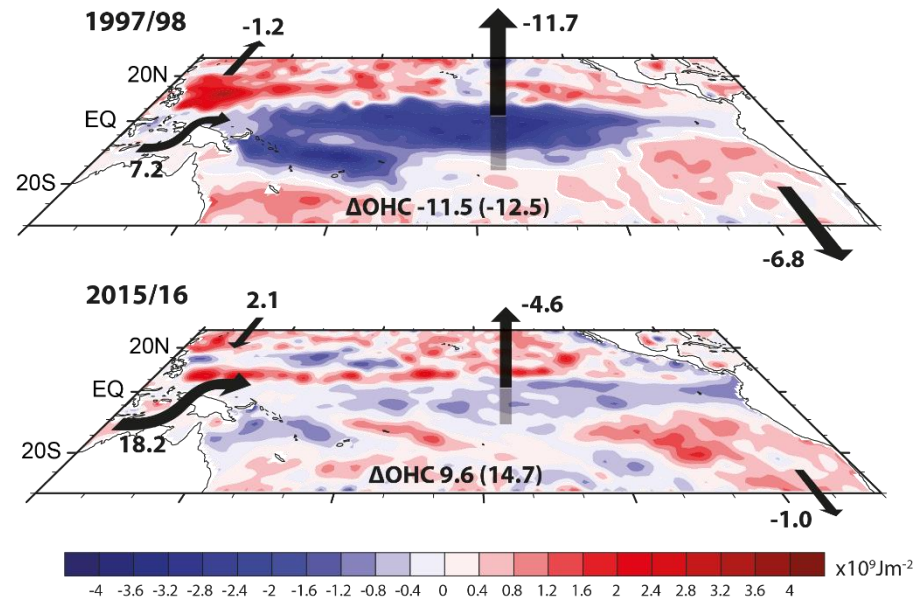 1997/98
-1.2
-11.7
20N
EQ
7.2
20S
ΔOHC -11.5 (-12.5)
-6.8
2015/16
2.1
-4.6
20N
EQ
18.2
20S
ΔOHC 9.6 (14.7)
-1.0
-4 -3.6 -3.2 -2.8 -2.4 -2 -1.6 -1.2 -0.8 -0.4 0 0.4 0.8 1.2 1.6 2 2.4 2.8 3.2 3.6 4 x10⁹Jm⁻²